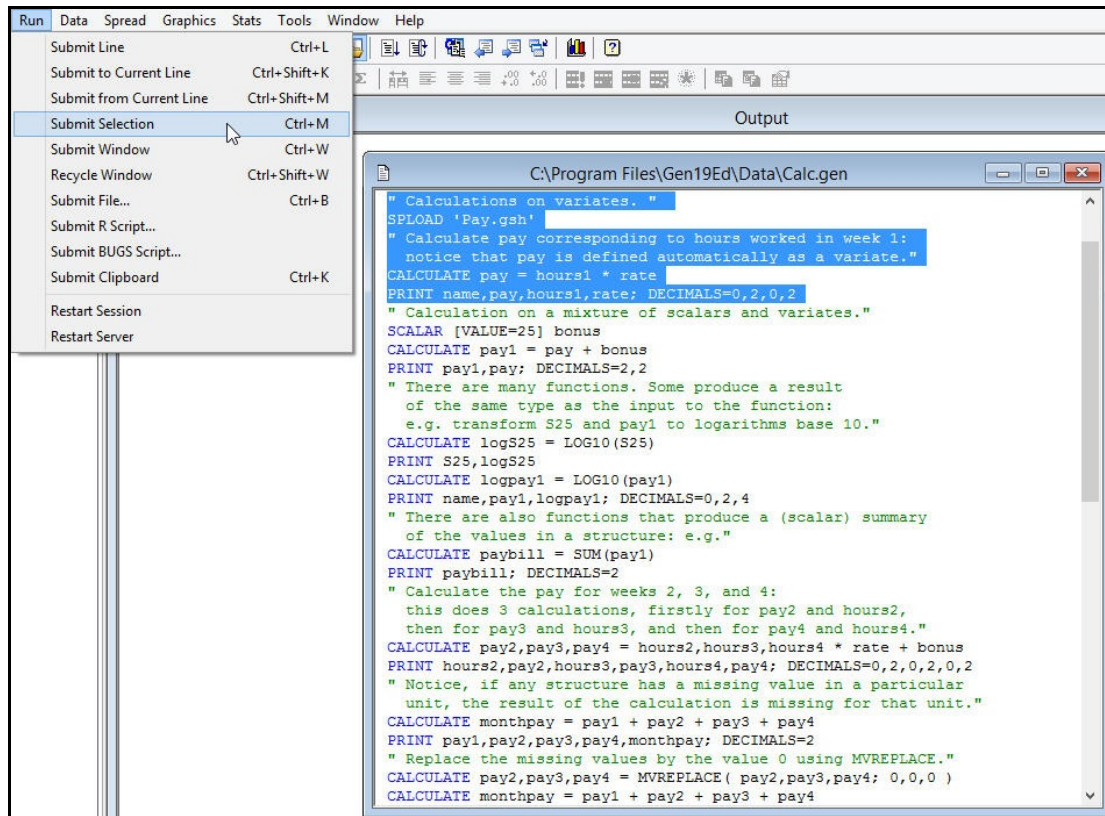 Run Data Spread Graphics Stats Tools Window Help
Submit Line Ctrl+L
Submit to Current Line Ctrl+Shift+K
Submit from Current Line Ctrl+Shift+M
Submit Selection Ctrl+M
Submit Window Ctrl+W
Recycle Window Ctrl+Shift+W
Submit File... Ctrl+B
Submit R Script...
Submit BUGS Script...
Submit Clipboard Ctrl+K
Restart Session
Restart Server
Output
C:\Program Files\Gen19Ed\Data\Calc.gen
" Calculations on variates. "
SPLOAD 'Pay.gsh'
" Calculate pay corresponding to hours worked in week 1:
notice that pay is defined automatically as a variate."
CALCULATE pay = hours1 * rate
PRINT name,pay,hours1,rate; DECIMALS=0,2,0,2
" Calculation on a mixture of scalars and variates."
SCALAR [VALUE=25] bonus
CALCULATE pay1 = pay + bonus
PRINT pay1,pay; DECIMALS=2,2
" There are many functions. Some produce a result
of the same type as the input to the function:
e.g. transform S25 and pay1 to logarithms base 10."
CALCULATE logS25 = LOG10(S25)
PRINT S25,logS25
CALCULATE logpay1 = LOG10(pay1)
PRINT name,pay1,logpay1; DECIMALS=0,2,4
" There are also functions that produce a (scalar) summary
of the values in a structure: e.g."
CALCULATE paybill = SUM(pay1)
PRINT paybill; DECIMALS=2
" Calculate the pay for weeks 2, 3, and 4:
this does 3 calculations, firstly for pay2 and hours2,
then for pay3 and hours3, and then for pay4 and hours4."
CALCULATE pay2,pay3,pay4 = hours2,hours3,hours4 * rate + bonus
PRINT hours2,pay2,hours3,pay3,hours4,pay4; DECIMALS=0,2,0,2,0,2
" Notice, if any structure has a missing value in a particular
unit, the result of the calculation is missing for that unit."
CALCULATE monthpay = pay1 + pay2 + pay3 + pay4
PRINT pay1,pay2,pay3,pay4,monthpay; DECIMALS=2
" Replace the missing values by the value 0 using MVREPLACE."
CALCULATE pay2,pay3,pay4 = MVREPLACE( pay2,pay3,pay4; 0,0,0 )
CALCULATE monthpay = pay1 + pay2 + pay3 + pay4